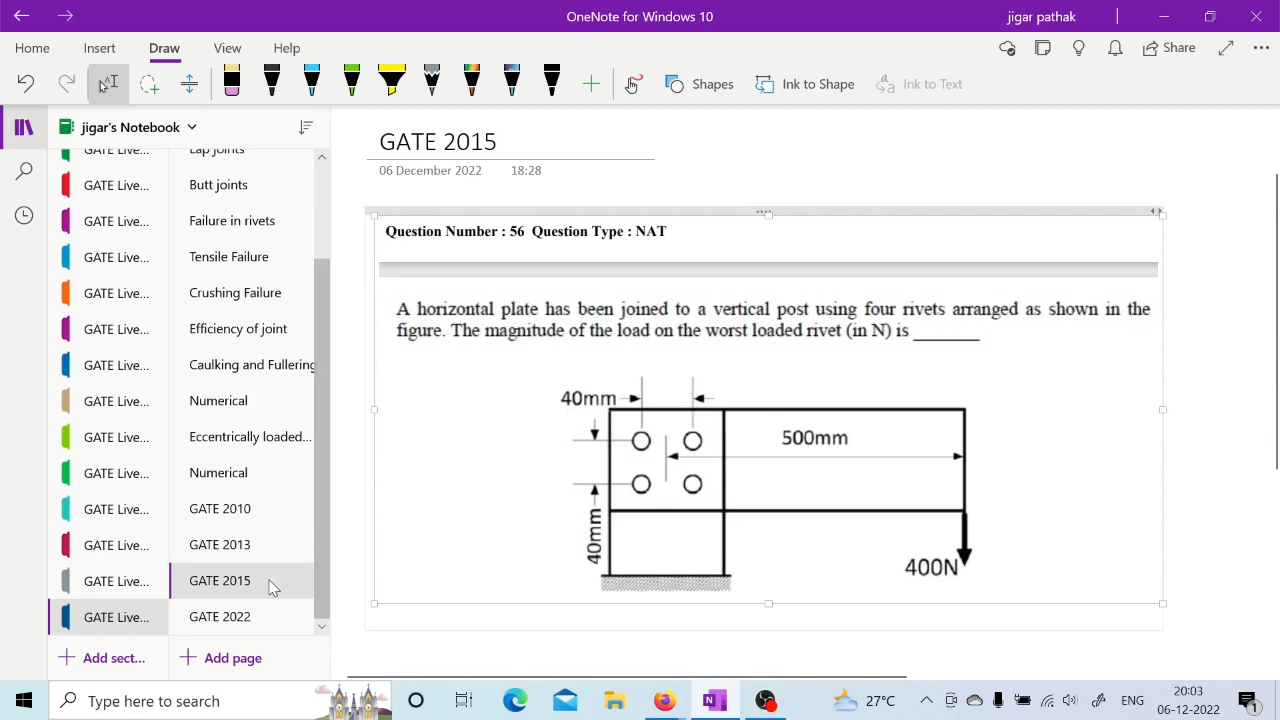 OneNote for Windows 10
jigar pathak
Home
Insert
Draw
View
Help
Share
Shapes
Ink to Shape
Ink to Text
jigar's Notebook
GATE Live...
Lap joints
GATE Live...
Butt joints
GATE Live...
Failure in rivets
GATE Live...
Tensile Failure
GATE Live...
Crushing Failure
GATE Live...
Efficiency of joint
GATE Live...
Caulking and Fullering
GATE Live...
Numerical
GATE Live...
Eccentrically loaded...
GATE Live...
Numerical
GATE Live...
GATE 2010
GATE Live...
GATE 2013
GATE Live...
GATE 2015
GATE Live...
GATE 2022
Add sect...
Add page
GATE 2015
06 December 2022
18:28
Question Number : 56 Question Type : NAT
A horizontal plate has been joined to a vertical post using four rivets arranged as shown in the
figure. The magnitude of the load on the worst loaded rivet (in N) is ________
40mm
500mm
40mm
400N
Type here to search
27°C
ENG
20:03
06-12-2022
1